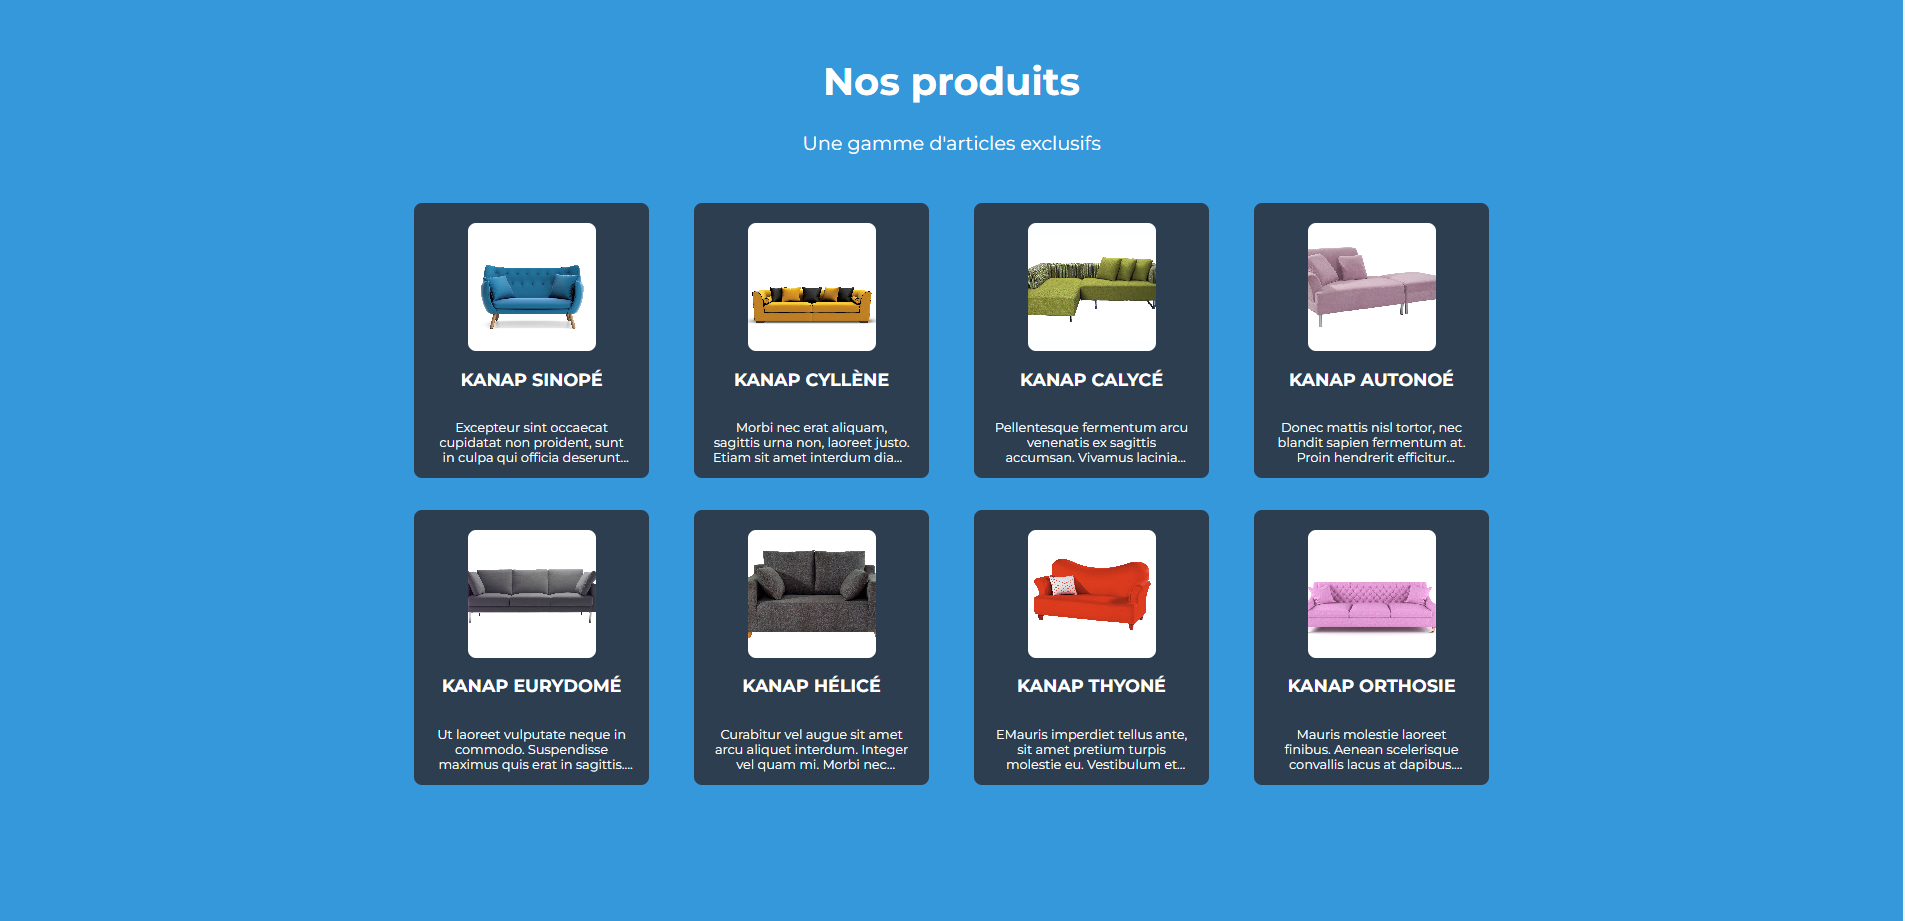 Nos produits
Une gamme d'articles exclusifs
KANAP SINOPÉ
Excepteur sint occaecat
cupidatat non proident, sunt
in culpa qui officia deserunt...
KANAP CYLLÈNE
Morbi nec erat aliquam,
sagittis urna non, laoreet justo.
Etiam sit amet interdum dia...
KANAP CALYCÉ
Pellentesque fermentum arcu
venenatis ex sagittis
accumsan. Vivamus lacinia...
KANAP AUTONOÉ
Donec mattis nisl tortor, nec
blandit sapien fermentum at.
Proin hendrerit efficitur...
KANAP EURYDOMÉ
Ut laoreet vulputate neque in
commodo. Suspendisse
maximus quis erat in sagittis....
KANAP HÉLICÉ
Curabitur vel augue sit amet
arcu aliquet interdum. Integer
vel quam mi. Morbi nec...
KANAP THYONÉ
EMauris imperdiet tellus ante,
sit amet pretium turpis
molestie eu. Vestibulum et...
KANAP ORTHOSIE
Mauris molestie laoreet
finibus. Aenean scelerisque
convallis lacus at dapibus....